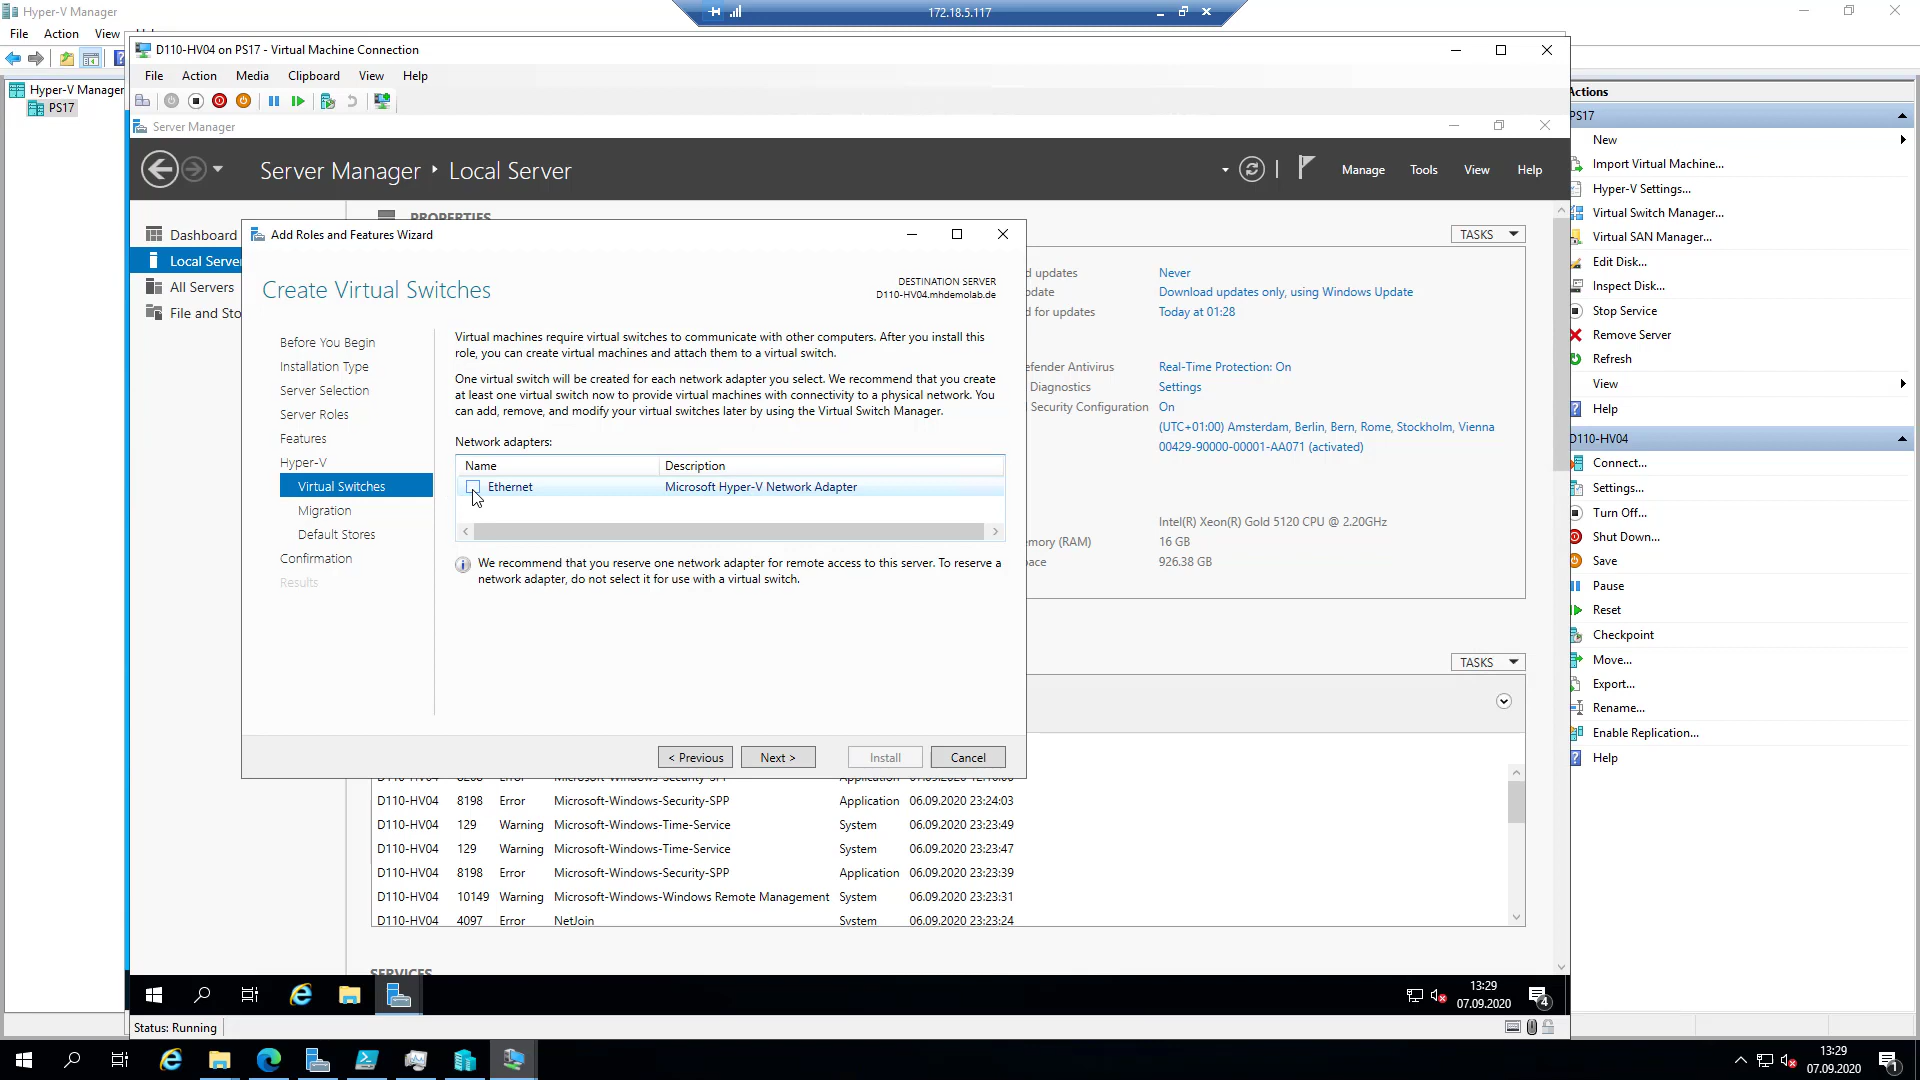 Hyper-V Manager
172.18.5.117
File Action View
D110-HV04 on PS17 - Virtual Machine Connection
File Action Media Clipboard View Help
Hyper-V Manager
PS17
Server Manager
Server Manager Local Server
Manage Tools View Help
Dashboard
Local Serve
All Servers
File and Sto
PROPERTIES
TASKS
Add Roles and Features Wizard
Create Virtual Switches
DESTINATION SERVER
D110-HV04.mhdemolab.de
Before You Begin
Installation Type
Server Selection
Server Roles
Features
Hyper-V
Virtual Switches
Migration
Default Stores
Confirmation
Results
Virtual machines require virtual switches to communicate with other computers. After you install this
role, you can create virtual machines and attach them to a virtual switch.
One virtual switch will be created for each network adapter you select. We recommend that you create
at least one virtual switch now to provide virtual machines with connectivity to a physical network. You
can add, remove, and modify your virtual switches later by using the Virtual Switch Manager.
Network adapters:
Name Description
Ethernet Microsoft Hyper-V Network Adapter
We recommend that you reserve one network adapter for remote access to this server. To reserve a
network adapter, do not select it for use with a virtual switch.
< Previous Next > Install Cancel
d updates Never
pdate Download updates only, using Windows Update
d for updates Today at 01:28
efender Antivirus Real-Time Protection: On
Diagnostics Settings
Security Configuration On
(UTC+01:00) Amsterdam, Berlin, Bern, Rome, Stockholm, Vienna
00429-90000-00001-AA071 (activated)
Intel(R) Xeon(R) Gold 5120 CPU @ 2.20GHz
emory (RAM) 16 GB
pace 926.38 GB
TASKS
D110-HV04 8198 Error Microsoft-Windows-Security-SPP Application 06.09.2020 23:24:03
D110-HV04 129 Warning Microsoft-Windows-Time-Service System 06.09.2020 23:23:49
D110-HV04 129 Warning Microsoft-Windows-Time-Service System 06.09.2020 23:23:47
D110-HV04 8198 Error Microsoft-Windows-Security-SPP Application 06.09.2020 23:23:39
D110-HV04 10149 Warning Microsoft-Windows-Windows Remote Management System 06.09.2020 23:23:31
D110-HV04 4097 Error NetJoin System 06.09.2020 23:23:24
SERVICES
13:29
07.09.2020
4
Status: Running
Actions
PS17
New
Import Virtual Machine...
Hyper-V Settings...
Virtual Switch Manager...
Virtual SAN Manager...
Edit Disk...
Inspect Disk...
Stop Service
Remove Server
Refresh
View
Help
D110-HV04
Connect...
Settings...
Turn Off...
Shut Down...
Save
Pause
Reset
Checkpoint
Move...
Export...
Rename...
Enable Replication...
Help
13:29
07.09.2020
1